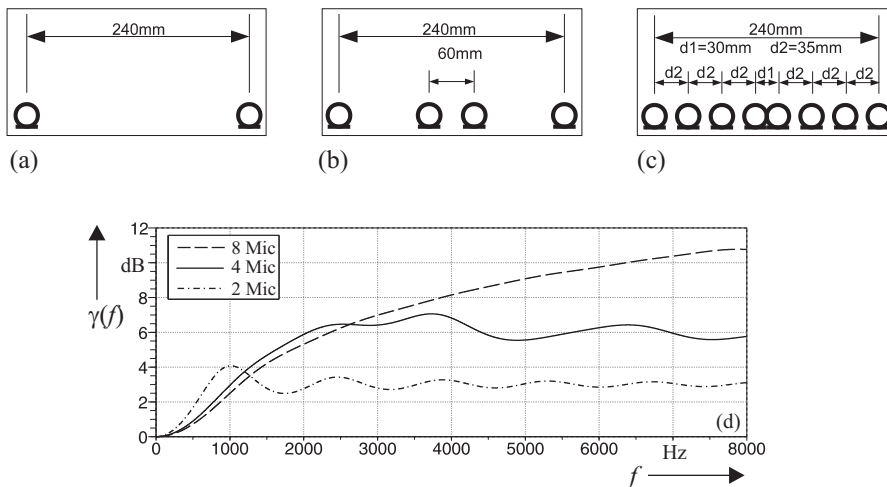 240mm
(a)
240mm
60mm
(b)
240mm
d1=30mm d2=35mm
d2 d2 d2 d1 d2 d2 d2
(c)
12
10
8
6
4
2
0
dB
γ(f)
8 Mic
4 Mic
2 Mic
(d)
0 1000 2000 3000 4000 5000 6000 7000 8000
Hz
f